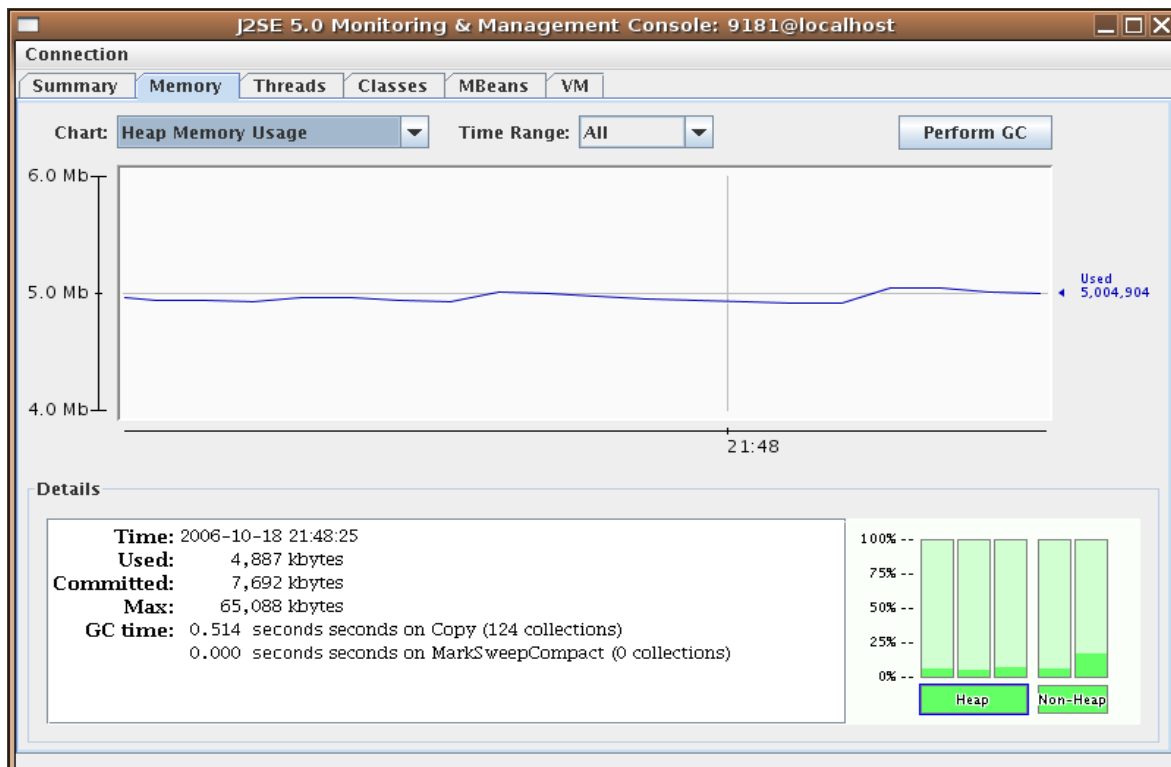 J2SE 5.0 Monitoring & Management Console: 9181@localhost
Connection
Summary Memory Threads Classes MBeans VM
Chart: Heap Memory Usage Time Range: All Perform GC
6.0 Mb
5.0 Mb
4.0 Mb
Used
5,004,904
21:48
Details
Time: 2006-10-18 21:48:25
Used: 4,887 kbytes
Committed: 7,692 kbytes
Max: 65,088 kbytes
GC time: 0.514 seconds seconds on Copy (124 collections)
0.000 seconds seconds on MarkSweepCompact (0 collections)
100% --
75% --
50% --
25% --
0% --
Heap Non-Heap